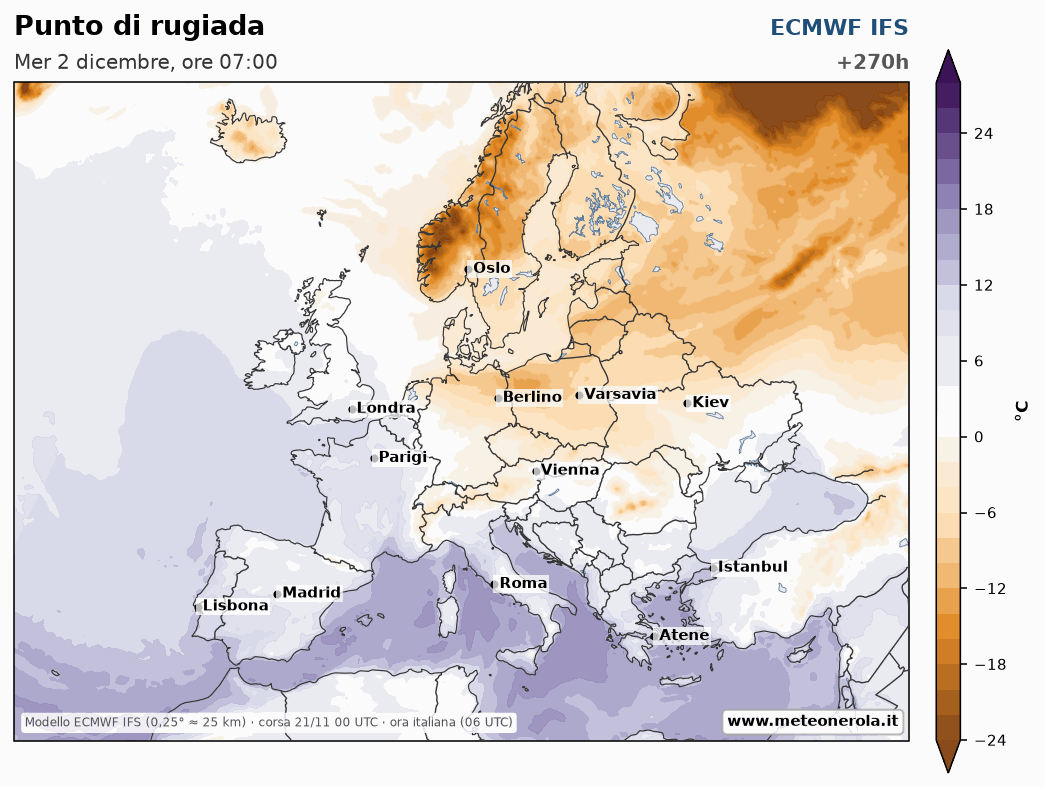 Punto di rugiada
ECMWF IFS
Mer 2 dicembre, ore 07:00
+270h
Oslo
Berlino
Varsavia
Kiev
Londra
Parigi
Vienna
Istanbul
Roma
Madrid
Lisbona
Atene
24
18
12
6
0
−6
−12
−18
−24
°C
Modello ECMWF IFS (0,25° ≈ 25 km) · corsa 21/11 00 UTC · ora italiana (06 UTC)
www.meteonerola.it